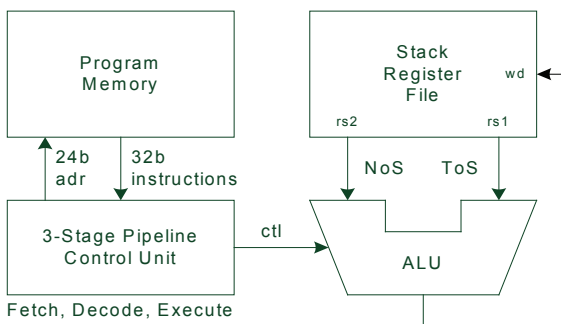 Program
Memory
Stack
Register
File
wd
rs2
rs1
24b
adr
32b
instructions
NoS
ToS
3-Stage Pipeline
Control Unit
ctl
ALU
Fetch, Decode, Execute